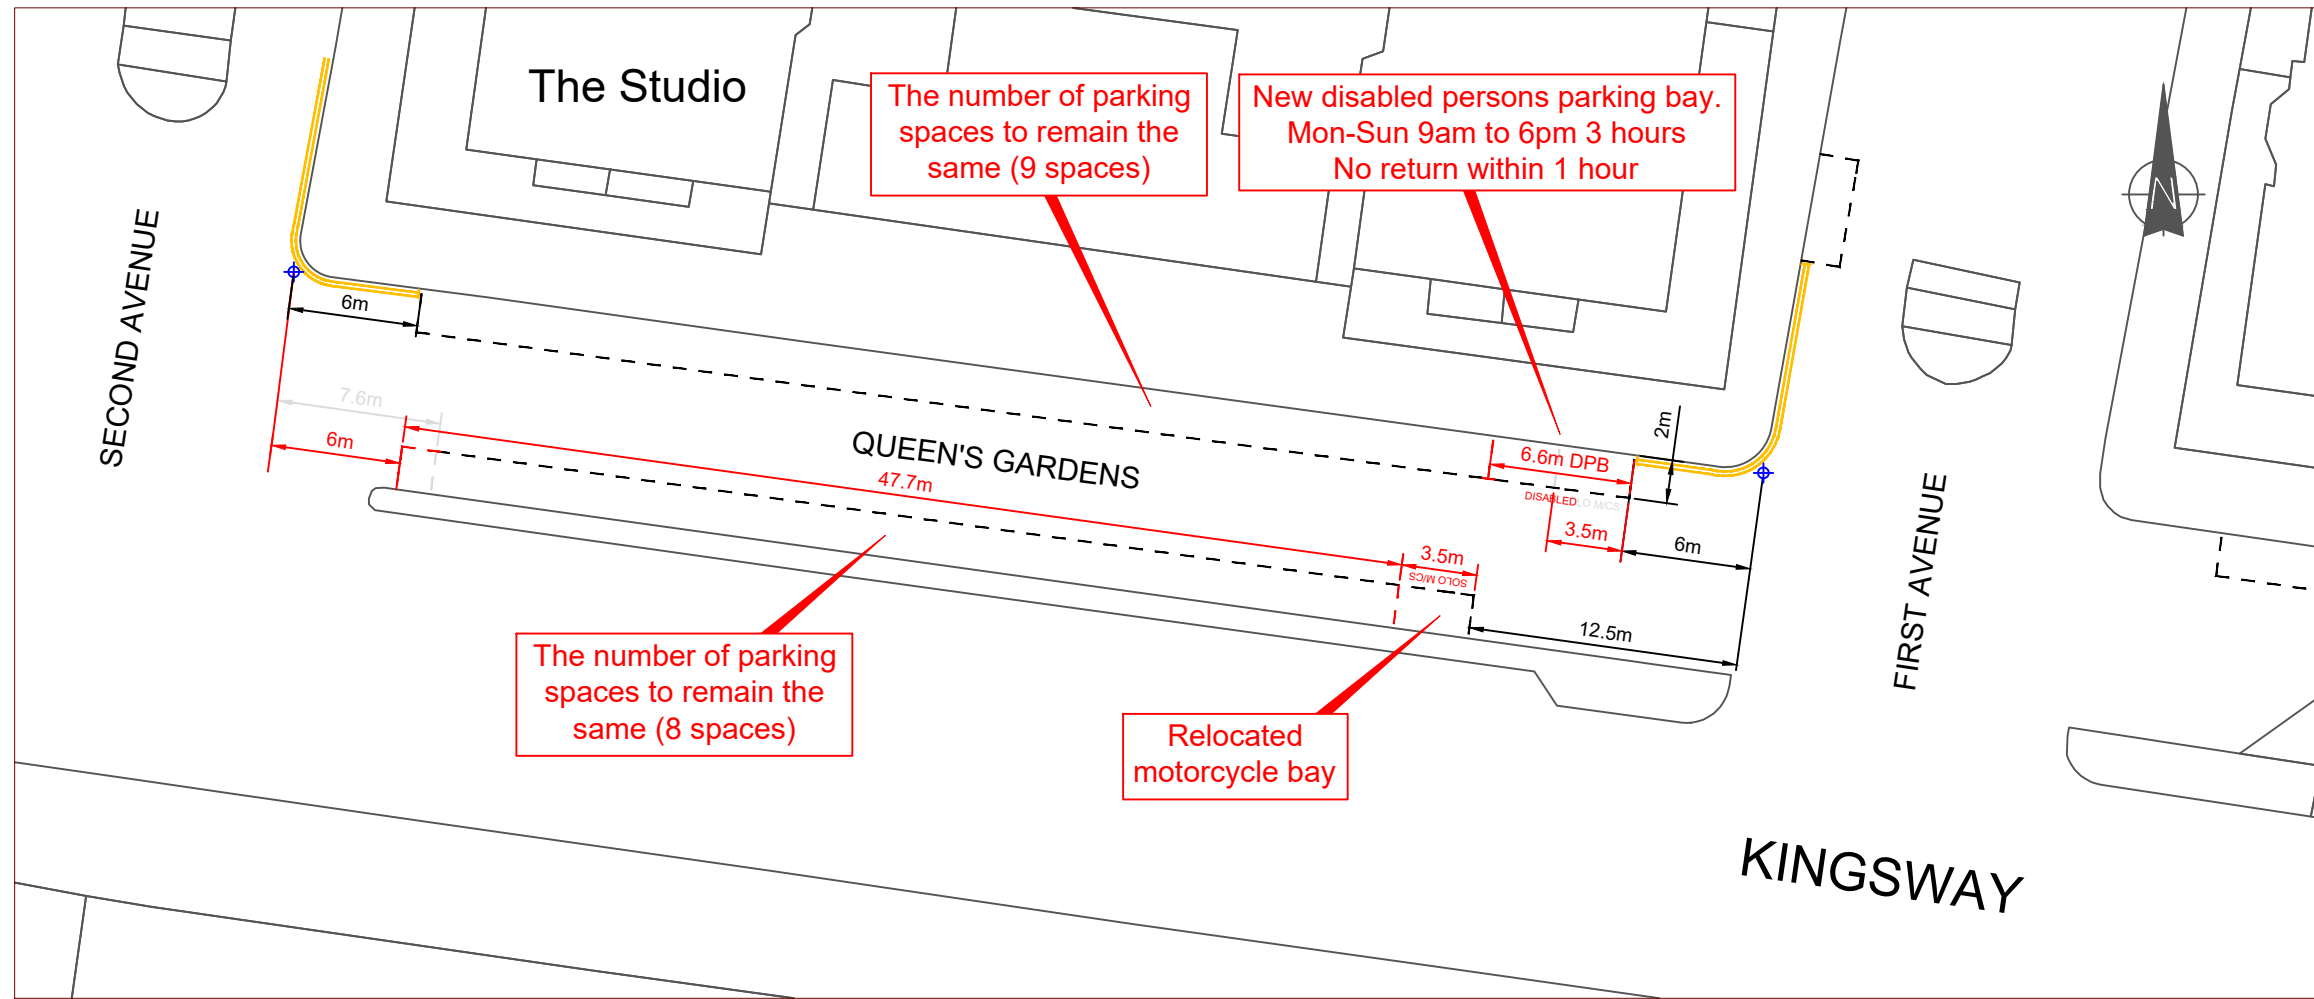 The Studio
The number of parking
spaces to remain the
same (9 spaces)
New disabled persons parking bay.
Mon-Sun 9am to 6pm 3 hours
No return within 1 hour
N
SECOND AVENUE
6m
7.6m
6m
QUEEN'S GARDENS
47.7m
2m
6.6m DPB
DISABLED
LO M/CS
3.5m
6m
3.5m
SOLO M/CS
12.5m
FIRST AVENUE
The number of parking
spaces to remain the
same (8 spaces)
Relocated
motorcycle bay
KINGSWAY